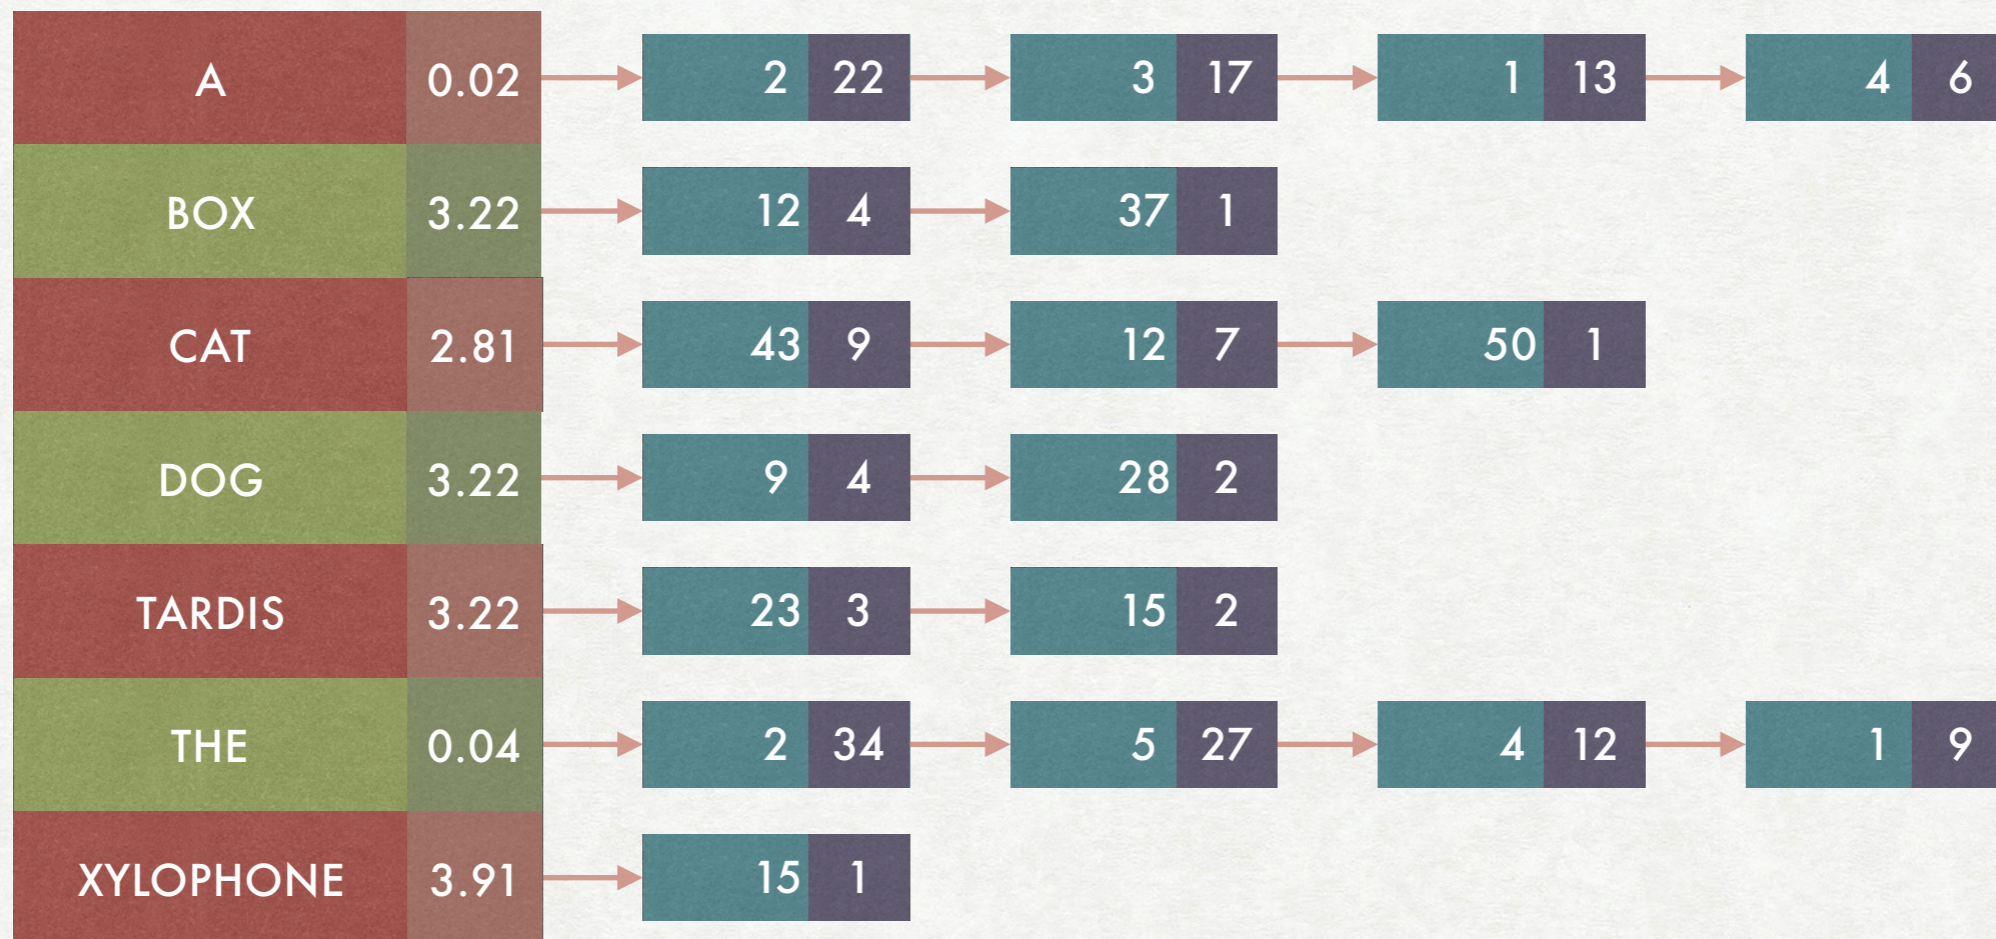 A 0.02 2 22 3 17 1 13 4 6
BOX 3.22 12 4 37 1
CAT 2.81 43 9 12 7 50 1
DOG 3.22 9 4 28 2
TARDIS 3.22 23 3 15 2
THE 0.04 2 34 5 27 4 12 1 9
XYLOPHONE 3.91 15 1